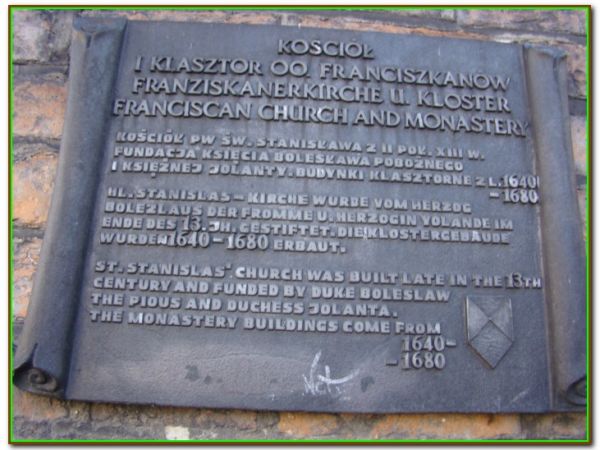 KOŚCIÓŁ
I KLASZTOR OO. FRANCISZKANÓW
FRANZISKANERKIRCHE U. KLOSTER
FRANCISCAN CHURCH AND MONASTERY
KOŚCIÓŁ PW ŚW. STANISŁAWA Z II POŁ. XIII W.
FUNDACJA KSIĘCIA BOLESŁAWA POBOŻNEGO
I KSIĘŻNEJ JOLANTY. BUDYNKI KLASZTORNE Z L. 1640-
-1680
HL. STANISLAS - KIRCHE WURDE VOM HERZOG
BOLEZLAUS DER FROMME U. HERZOGIN YOLANDE IM
ENDE DES 13. JH. GESTIFTET. DIE KLOSTERGEBÄUDE
WURDEN 1640-1680 ERBAUT.
ST. STANISLAS' CHURCH WAS BUILT LATE IN THE 13TH
CENTURY AND FUNDED BY DUKE BOLESLAW
THE PIOUS AND DUCHESS JOLANTA.
THE MONASTERY BUILDINGS COME FROM
1640-
-1680